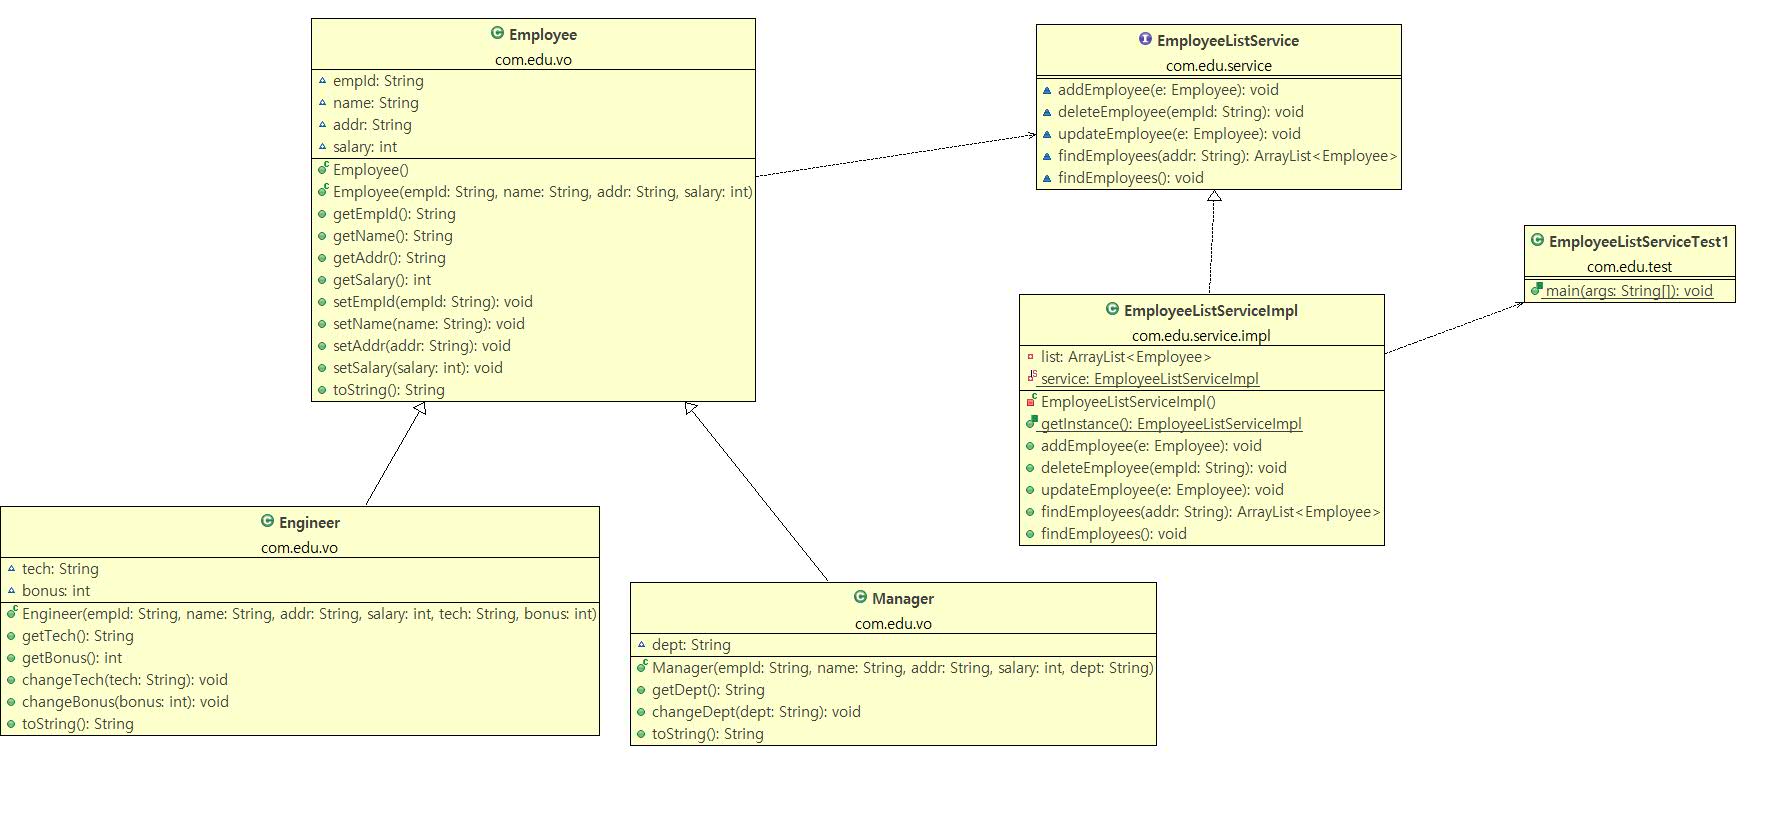 Employee
com.edu.vo
empId: String
name: String
addr: String
salary: int
Employee()
Employee(empId: String, name: String, addr: String, salary: int)
getEmpId(): String
getName(): String
getAddr(): String
getSalary(): int
setEmpId(empId: String): void
setName(name: String): void
setAddr(addr: String): void
setSalary(salary: int): void
toString(): String
EmployeeListService
com.edu.service
addEmployee(e: Employee): void
deleteEmployee(empId: String): void
updateEmployee(e: Employee): void
findEmployees(addr: String): ArrayList<Employee>
findEmployees(): void
EmployeeListServiceTest1
com.edu.test
main(args: String[]): void
EmployeeListServiceImpl
com.edu.service.impl
list: ArrayList<Employee>
service: EmployeeListServiceImpl
EmployeeListServiceImpl()
getInstance(): EmployeeListServiceImpl
addEmployee(e: Employee): void
deleteEmployee(empId: String): void
updateEmployee(e: Employee): void
findEmployees(addr: String): ArrayList<Employee>
findEmployees(): void
Engineer
com.edu.vo
tech: String
bonus: int
Engineer(empId: String, name: String, addr: String, salary: int, tech: String, bonus: int)
getTech(): String
getBonus(): int
changeTech(tech: String): void
changeBonus(bonus: int): void
toString(): String
Manager
com.edu.vo
dept: String
Manager(empId: String, name: String, addr: String, salary: int, dept: String)
getDept(): String
changeDept(dept: String): void
toString(): String